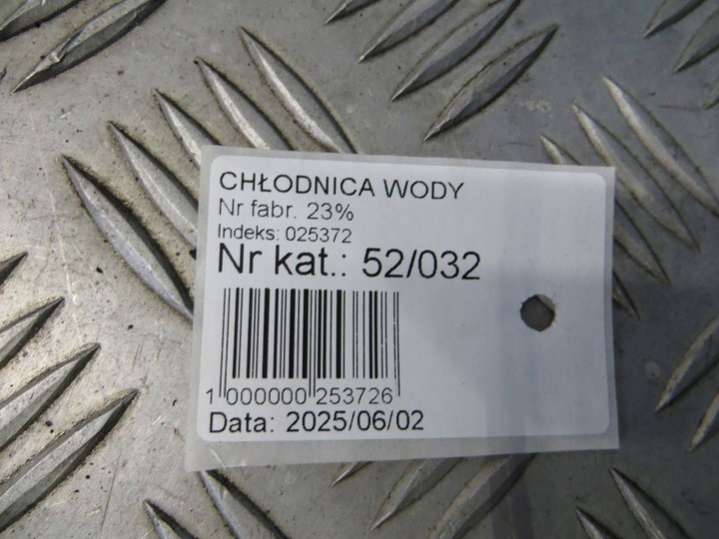 CHŁODNICA WODY
Nr fabr. 23%
Indeks: 025372
Nr kat.: 52/032
1 000000 253726
Data: 2025/06/02